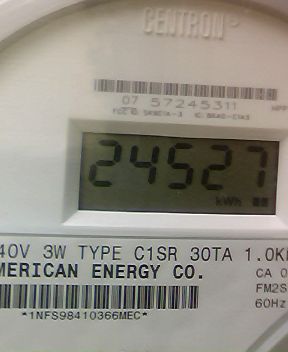 CENTRON
07 57245311
24527
kWh
40V 3W TYPE C1SR 30TA 1.0K
MERICAN ENERGY CO.
CA 0
FM2S
60Hz
*1NFS98410366MEC*